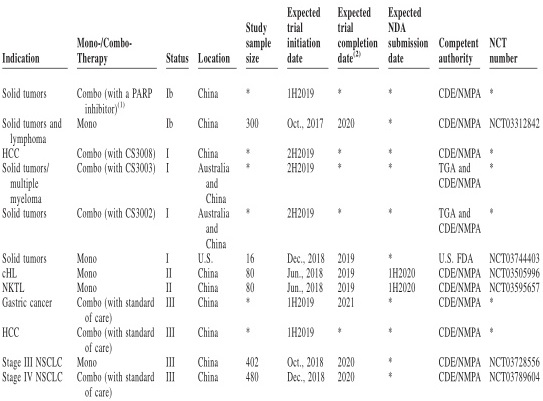 Study Expected Expected Expected
sample trial trial NDA
Mono-/Combo- size initiation completion submission Competent NCT
Indication Therapy Status Location date date(2) date authority number
Solid tumors Combo (with a PARP Ib China * 1H2019 * * CDE/NMPA *
inhibitor)(1)
Solid tumors and Mono Ib China 300 Oct., 2017 2020 * CDE/NMPA NCT03312842
lymphoma
HCC Combo (with CS3008) I China * 2H2019 * * CDE/NMPA *
Solid tumors/ Combo (with CS3003) I Australia * 2H2019 * * TGA and *
multiple and CDE/NMPA
myeloma China
Solid tumors Combo (with CS3002) I Australia * 2H2019 * * TGA and *
and CDE/NMPA
China
Solid tumors Mono I U.S. 16 Dec., 2018 2019 * U.S. FDA NCT03744403
cHL Mono II China 80 Jun., 2018 2019 1H2020 CDE/NMPA NCT03505996
NKTL Mono II China 80 Jun., 2018 2019 1H2020 CDE/NMPA NCT03595657
Gastric cancer Combo (with standard III China * 1H2019 2021 * CDE/NMPA *
of care)
HCC Combo (with standard III China * 1H2019 * * CDE/NMPA *
of care)
Stage III NSCLC Mono III China 402 Oct., 2018 2020 * CDE/NMPA NCT03728556
Stage IV NSCLC Combo (with standard III China 480 Dec., 2018 2020 * CDE/NMPA NCT03789604
of care)